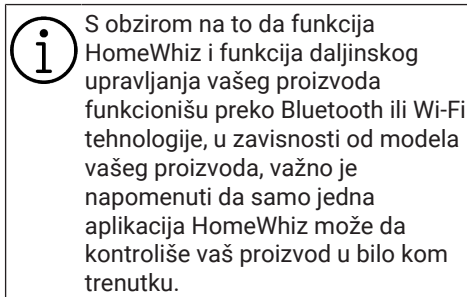 S obzirom na to da funkcija
HomeWhiz i funkcija daljinskog
upravljanja vašeg proizvoda
funkcionišu preko Bluetooth ili Wi-Fi
tehnologije, u zavisnosti od modela
vašeg proizvoda, važno je
napomenuti da samo jedna
aplikacija HomeWhiz može da
kontroliše vaš proizvod u bilo kom
trenutku.